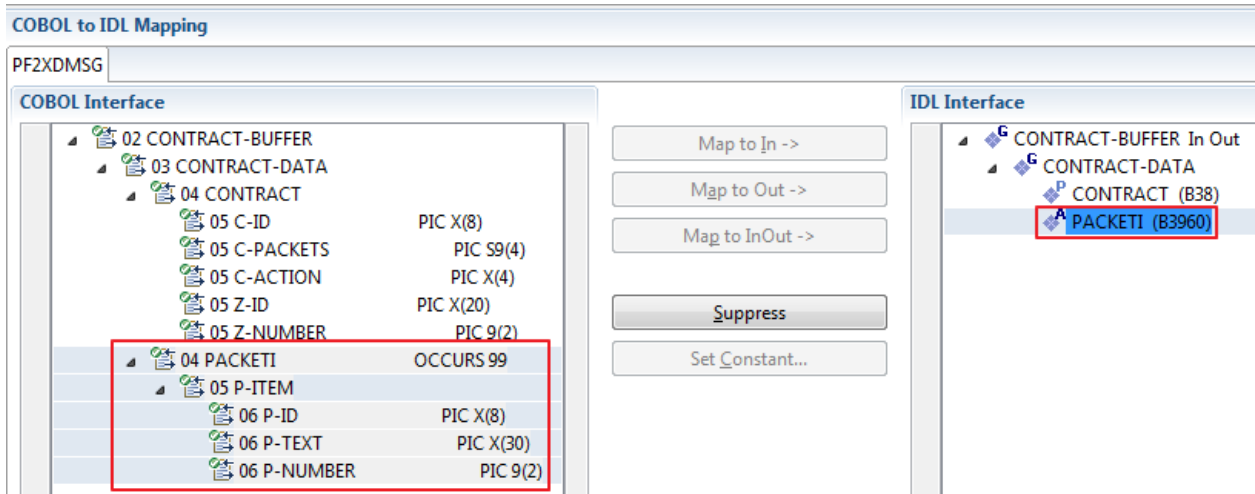 COBOL to IDL Mapping
PF2XDMSG
COBOL Interface
02 CONTRACT-BUFFER
03 CONTRACT-DATA
04 CONTRACT
05 C-ID PIC X(8)
05 C-PACKETS PIC S9(4)
05 C-ACTION PIC X(4)
05 Z-ID PIC X(20)
05 Z-NUMBER PIC 9(2)
04 PACKETI OCCURS 99
05 P-ITEM
06 P-ID PIC X(8)
06 P-TEXT PIC X(30)
06 P-NUMBER PIC 9(2)
Map to In ->
Map to Out ->
Map to InOut ->
Suppress
Set Constant...
IDL Interface
G CONTRACT-BUFFER In Out
G CONTRACT-DATA
P CONTRACT (B38)
A PACKETI (B3960)